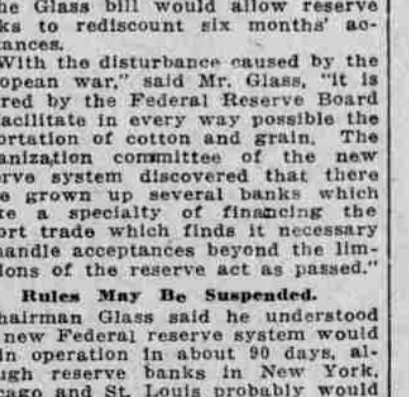 he Glass bill would allow reserve
ks to rediscount six months' ac-
tances.
With the disturbance caused by the
opean war," said Mr. Glass, "it is
red by the Federal Reserve Board
facilitate in every way possible the
ortation of cotton and grain. The
anization committee of the new
rve system discovered that there
e grown up several banks which
ke a specialty of financing the
ort trade which finds it necessary
handle acceptances beyond the lim-
ions of the reserve act as passed."
Rules May Be Suspended.
hairman Glass said he understood
new Federal reserve system would
in operation in about 90 days, al-
ugh reserve banks in New York,
cago and St. Louis probably would